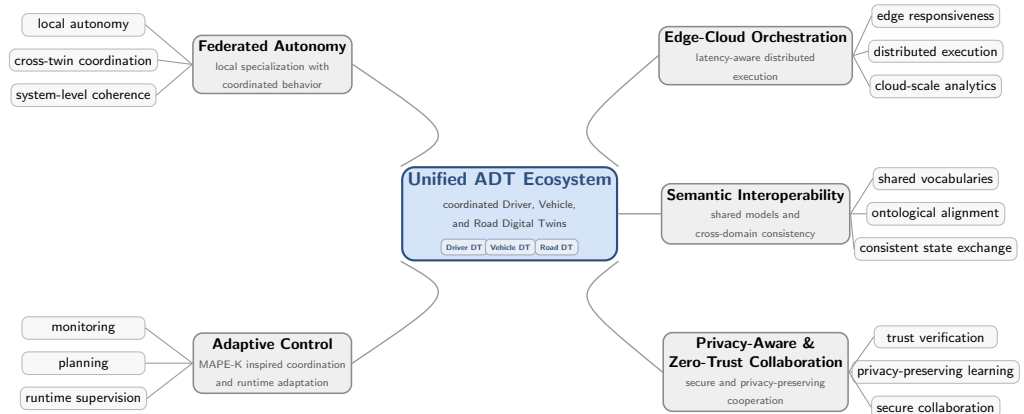 local autonomy
cross-twin coordination
system-level coherence
Federated Autonomy
local specialization with
coordinated behavior
Edge-Cloud Orchestration
latency-aware distributed
execution
edge responsiveness
distributed execution
cloud-scale analytics
Unified ADT Ecosystem
coordinated Driver, Vehicle,
and Road Digital Twins
Driver DT Vehicle DT Road DT
Semantic Interoperability
shared models and
cross-domain consistency
shared vocabularies
ontological alignment
consistent state exchange
monitoring
planning
runtime supervision
Adaptive Control
MAPE-K inspired coordination
and runtime adaptation
Privacy-Aware &
Zero-Trust Collaboration
secure and privacy-preserving
cooperation
trust verification
privacy-preserving learning
secure collaboration